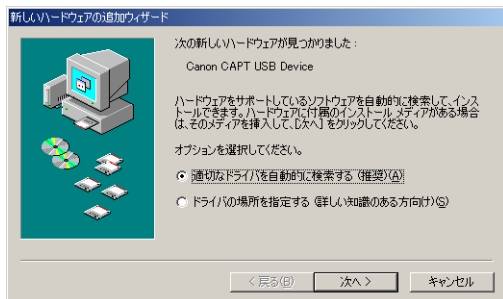 新しいハードウェアの追加ウィザード
次の新しいハードウェアが見つかりました：
Canon CAPT USB Device
ハードウェアをサポートしているソフトウェアを自動的に検索して、インス
トールできます。ハードウェアに付属のインストール メディアがある場合
は、そのメディアを挿入して、[次へ] をクリックしてください。
オプションを選択してください。
適切なドライバを自動的に検索する (推奨)(A)
ドライバの場所を指定する (詳しい知識のある方向け)(S)
< 戻る(B)
次へ >
キャンセル